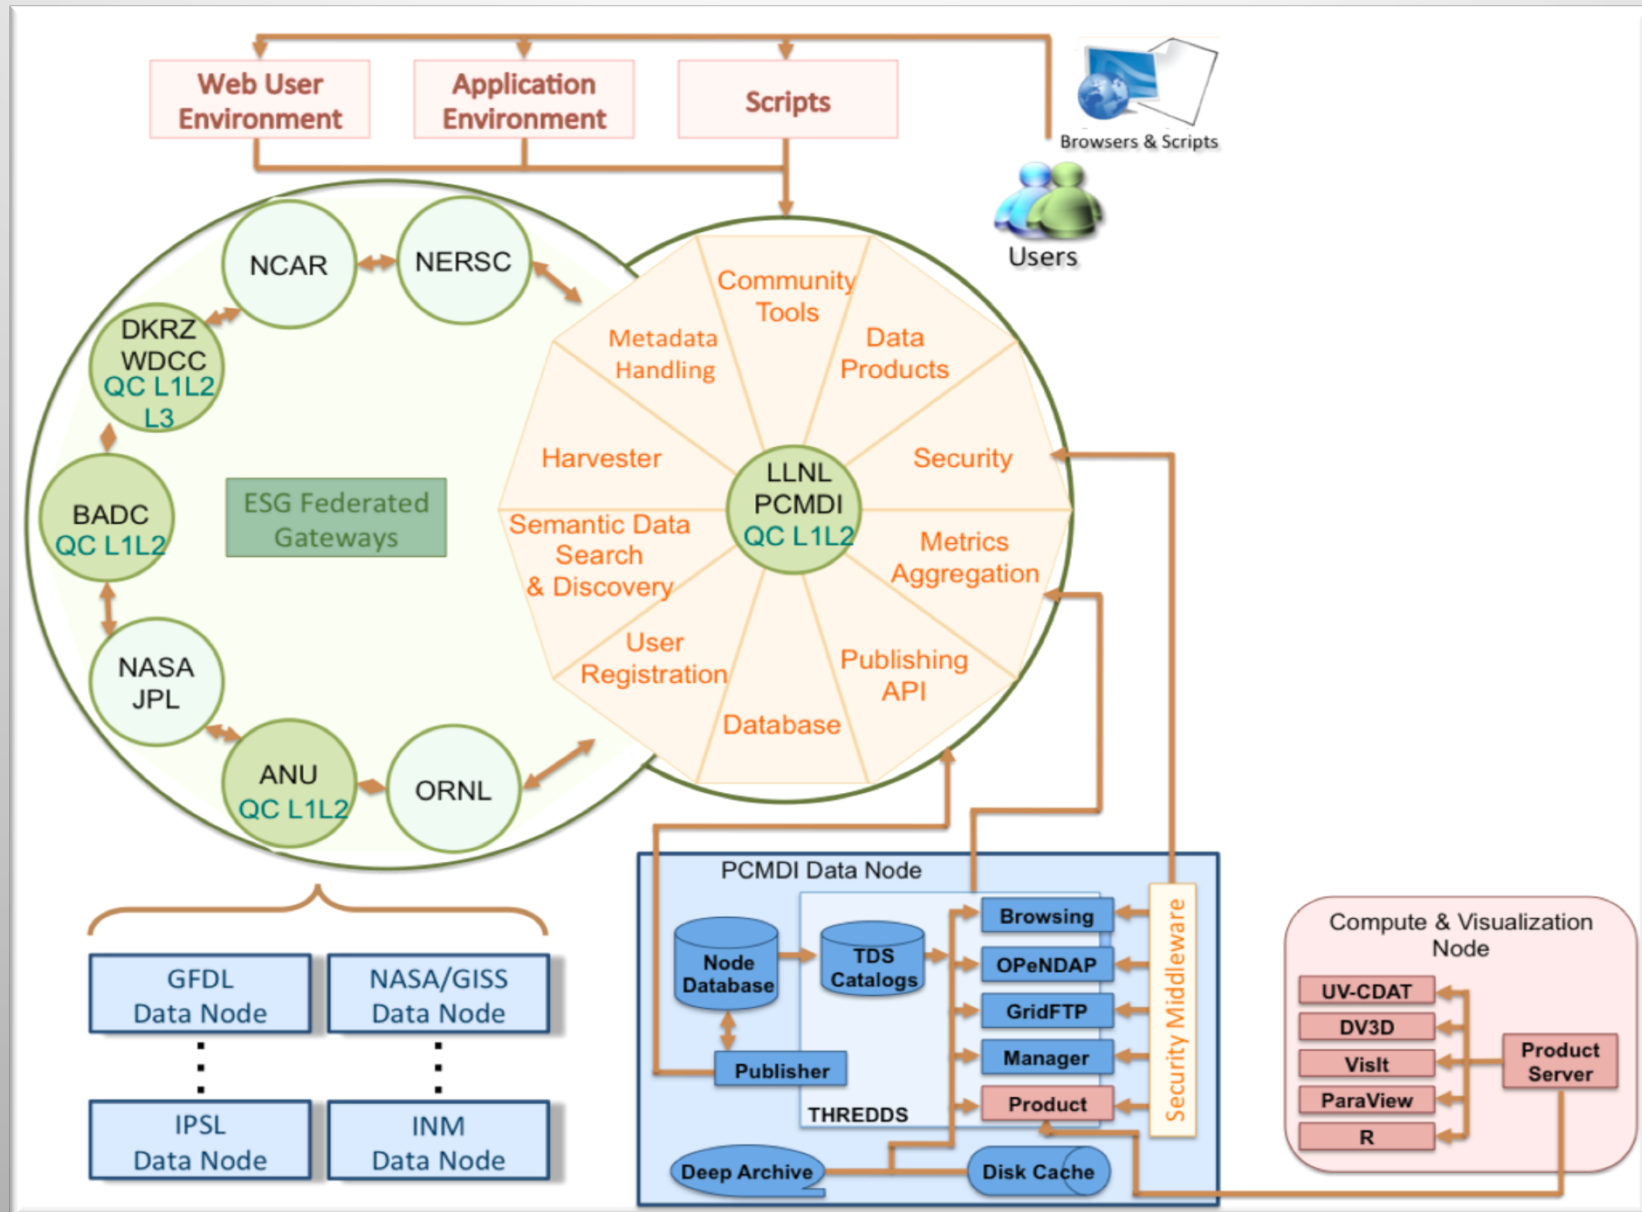 Web User
Environment
Application
Environment
Scripts
Browsers & Scripts
Users
NCAR
NERSC
DKRZ
WDCC
QC L1L2
L3
BADC
QC L1L2
NASA
JPL
ANU
QC L1L2
ORNL
ESG Federated
Gateways
Community
Tools
Metadata
Handling
Data
Products
Harvester
Security
LLNL
PCMDI
QC L1L2
Semantic Data
Search
& Discovery
Metrics
Aggregation
User
Registration
Publishing
API
Database
GFDL
Data Node
NASA/GISS
Data Node
IPSL
Data Node
INM
Data Node
PCMDI Data Node
Node
Database
TDS
Catalogs
Browsing
OPeNDAP
GridFTP
Manager
Product
Publisher
THREDDS
Security Middleware
Deep Archive
Disk Cache
Compute & Visualization
Node
UV-CDAT
DV3D
VisIt
ParaView
R
Product
Server